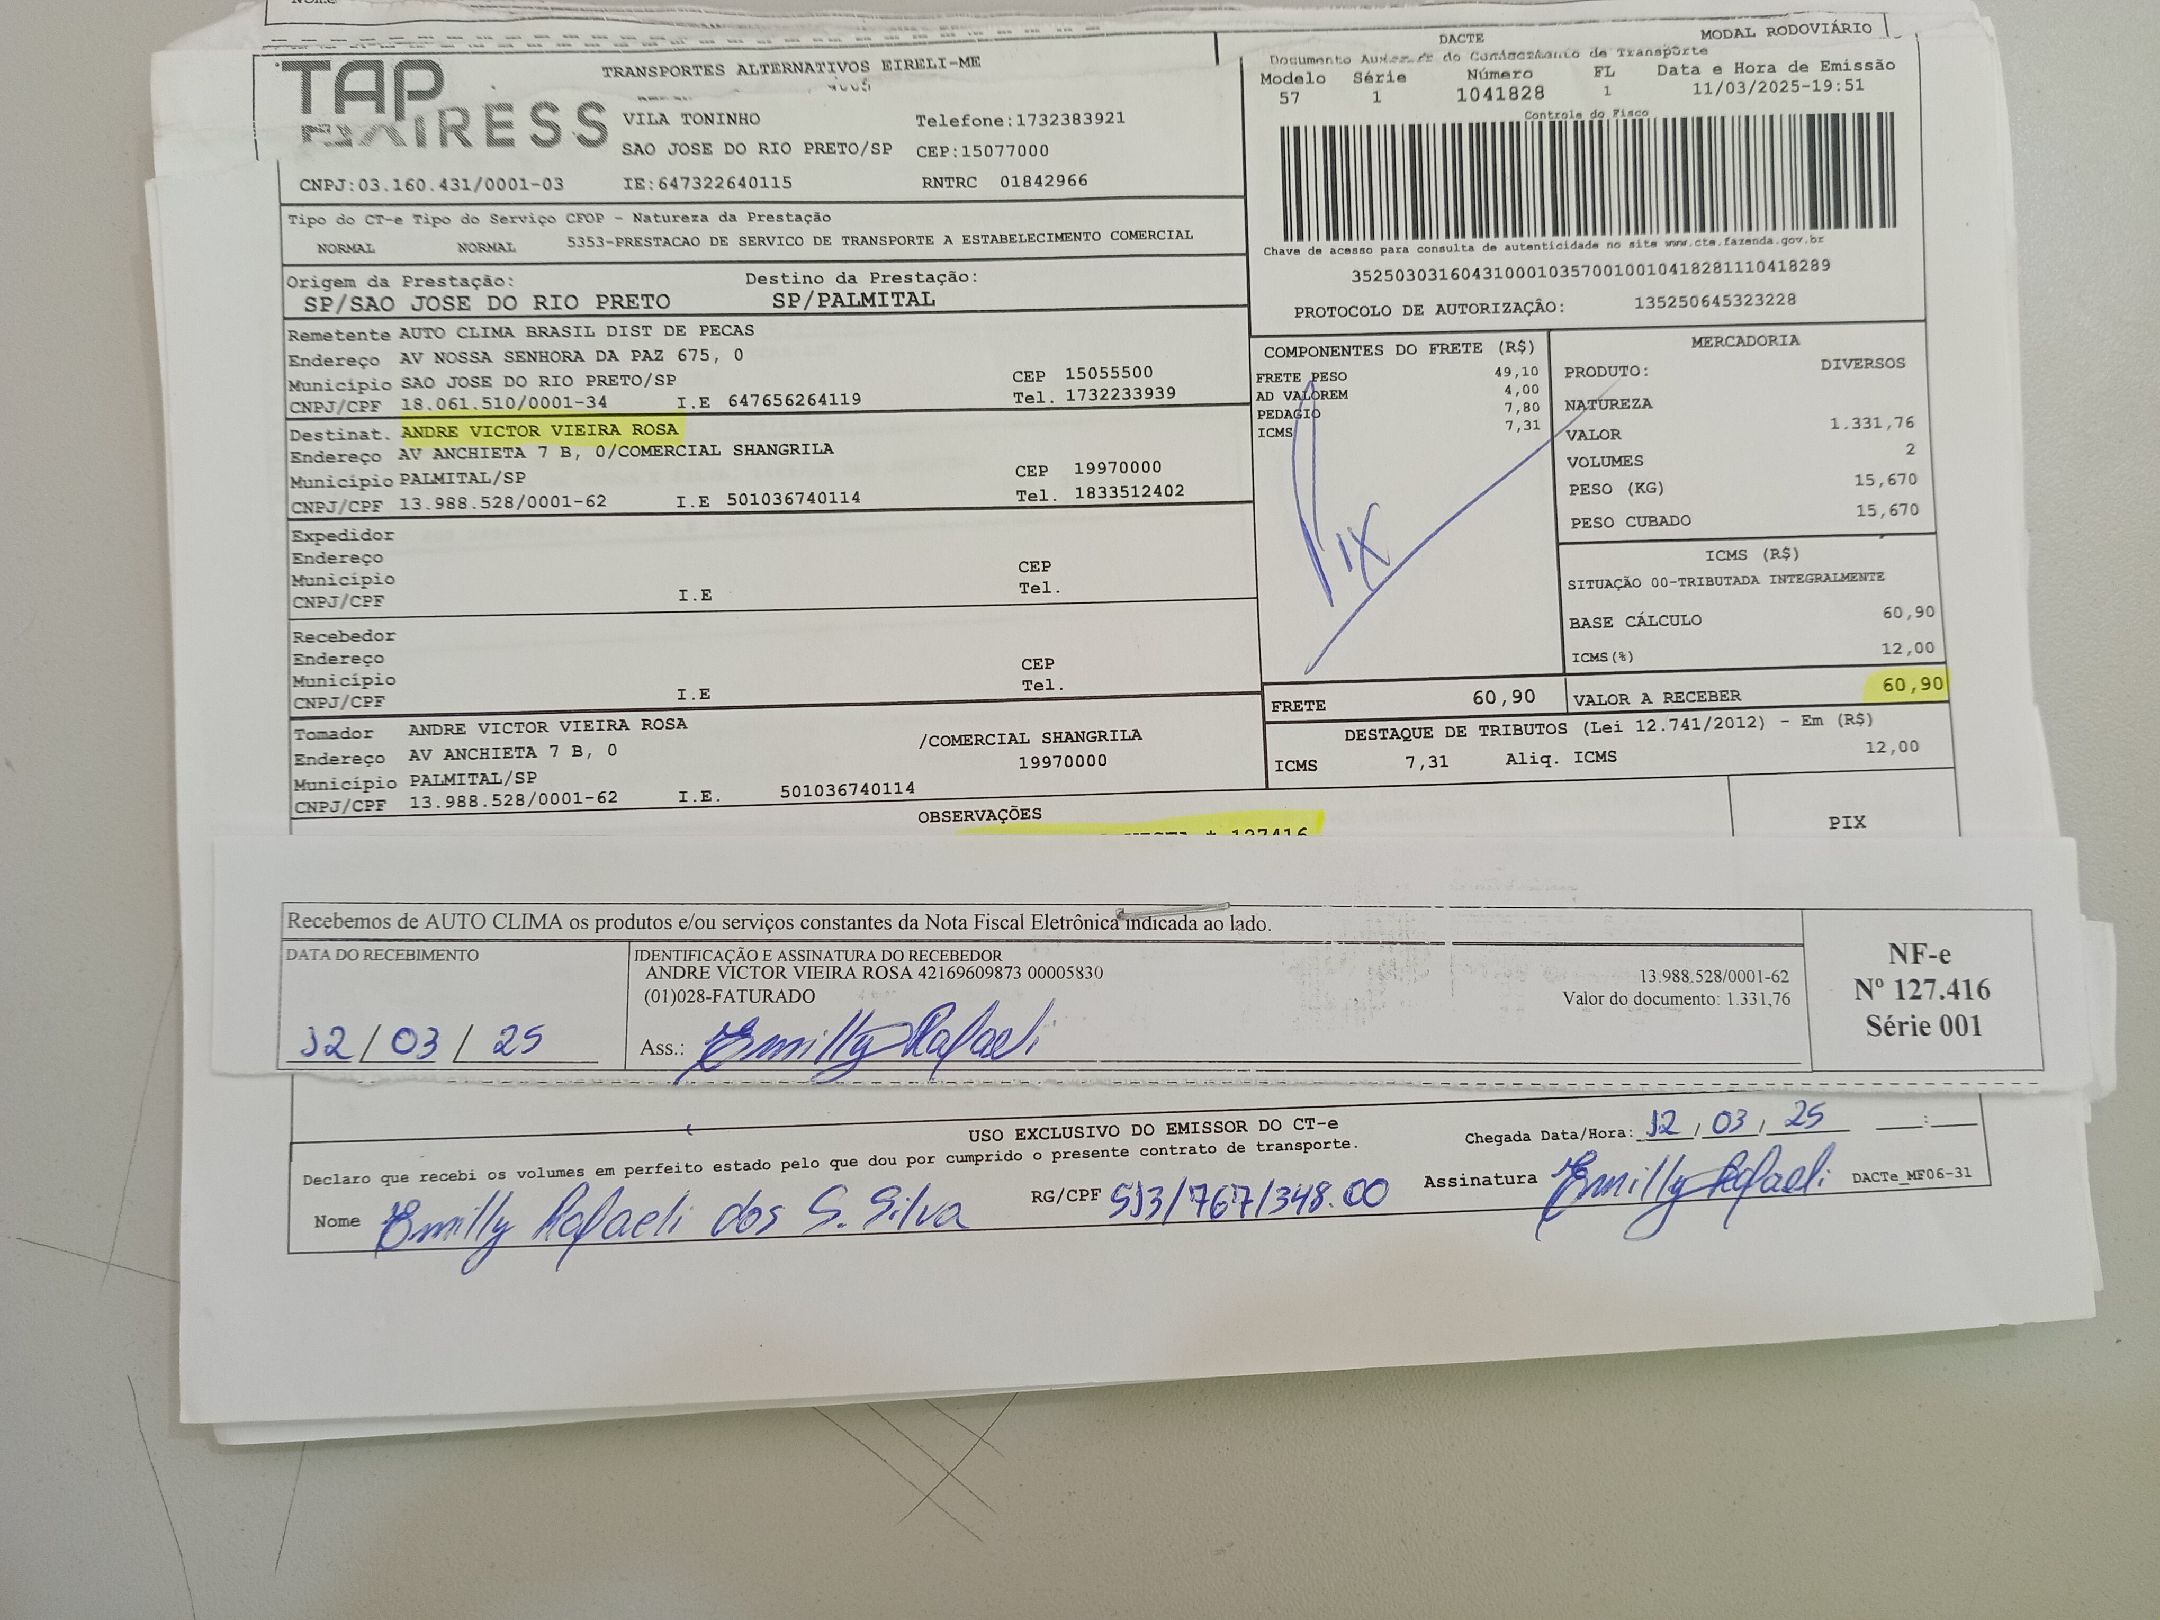 TAP
EXPRESS
TRANSPORTES ALTERNATIVOS EIRELI-ME
VILA TONINHO Telefone:1732383921
SAO JOSE DO RIO PRETO/SP CEP:15077000
CNPJ:03.160.431/0001-03 IE:647322640115 RNTRC 01842966
DACTE MODAL RODOVIÁRIO
Documento Auxiliar do Conhecimento de Transporte
Modelo Série Número FL Data e Hora de Emissão
57 1 1041828 1 11/03/2025-19:51
Controle do Fisco
Chave de acesso para consulta de autenticidade no site www.cte.fazenda.gov.br
35250303160431000103570010010418281110418289
PROTOCOLO DE AUTORIZAÇÃO: 135250645323228
Tipo do CT-e Tipo do Serviço CFOP - Natureza da Prestação
NORMAL NORMAL 5353-PRESTACAO DE SERVICO DE TRANSPORTE A ESTABELECIMENTO COMERCIAL
Origem da Prestação: Destino da Prestação:
SP/SAO JOSE DO RIO PRETO SP/PALMITAL
Remetente AUTO CLIMA BRASIL DIST DE PECAS
Endereço AV NOSSA SENHORA DA PAZ 675, 0
Município SAO JOSE DO RIO PRETO/SP CEP 15055500
CNPJ/CPF 18.061.510/0001-34 I.E 647656264119 Tel. 1732233939
Destinat. ANDRE VICTOR VIEIRA ROSA
Endereço AV ANCHIETA 7 B, 0/COMERCIAL SHANGRILA
Município PALMITAL/SP CEP 19970000
CNPJ/CPF 13.988.528/0001-62 I.E 501036740114 Tel. 1833512402
Expedidor
Endereço
Município CEP
CNPJ/CPF I.E Tel.
Recebedor
Endereço
Município CEP
CNPJ/CPF I.E Tel.
Tomador ANDRE VICTOR VIEIRA ROSA
Endereço AV ANCHIETA 7 B, 0 /COMERCIAL SHANGRILA
Município PALMITAL/SP 19970000
CNPJ/CPF 13.988.528/0001-62 I.E. 501036740114
COMPONENTES DO FRETE (R$)
FRETE PESO 49,10
AD VALOREM 4,00
PEDAGIO 7,80
ICMS 7,31
PIX
MERCADORIA
PRODUTO: DIVERSOS
NATUREZA
VALOR 1.331,76
VOLUMES 2
PESO (KG) 15,670
PESO CUBADO 15,670
ICMS (R$)
SITUAÇÃO 00-TRIBUTADA INTEGRALMENTE
BASE CÁLCULO 60,90
ICMS(%) 12,00
FRETE 60,90 VALOR A RECEBER 60,90
DESTAQUE DE TRIBUTOS (Lei 12.741/2012) - Em (R$)
ICMS 7,31 Aliq. ICMS 12,00
OBSERVAÇÕES
VISTA * 127416
PIX
Recebemos de AUTO CLIMA os produtos e/ou serviços constantes da Nota Fiscal Eletrônica indicada ao lado.
DATA DO RECEBIMENTO
12/03/25
IDENTIFICAÇÃO E ASSINATURA DO RECEBEDOR
ANDRE VICTOR VIEIRA ROSA 42169609873 00005830 13.988.528/0001-62
(01)028-FATURADO Valor do documento: 1.331,76
Ass.: Emilly Rafaeli
NF-e
Nº 127.416
Série 001
USO EXCLUSIVO DO EMISSOR DO CT-e Chegada Data/Hora: 12/03/25 __:__
Declaro que recebi os volumes em perfeito estado pelo que dou por cumprido o presente contrato de transporte.
Nome Emilly Rafaeli dos S. Silva RG/CPF 513/767/348.00 Assinatura Emilly Rafaeli DACTe_MF06-31